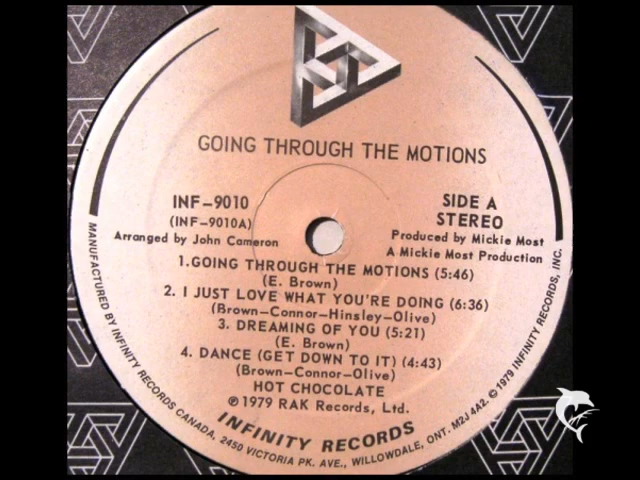 GOING THROUGH THE MOTIONS
INF-9010
(INF-9010A)
Arranged by John Cameron
SIDE A
STEREO
Produced by Mickie Most
A Mickie Most Production
1.GOING THROUGH THE MOTIONS (5:46)
(E. Brown)
2. I JUST LOVE WHAT YOU'RE DOING (6:36)
(Brown-Connor-Hinsley-Olive)
3. DREAMING OF YOU (5:21)
(E. Brown)
4. DANCE (GET DOWN TO IT) (4:43)
(Brown-Connor-Olive)
HOT CHOCOLATE
℗ 1979 RAK Records, Ltd.
INFINITY RECORDS
MANUFACTURED BY INFINITY RECORDS CANADA, 2450 VICTORIA PK. AVE., WILLOWDALE, ONT. M2J 4A2. © 1979 INFINITY RECORDS, INC.